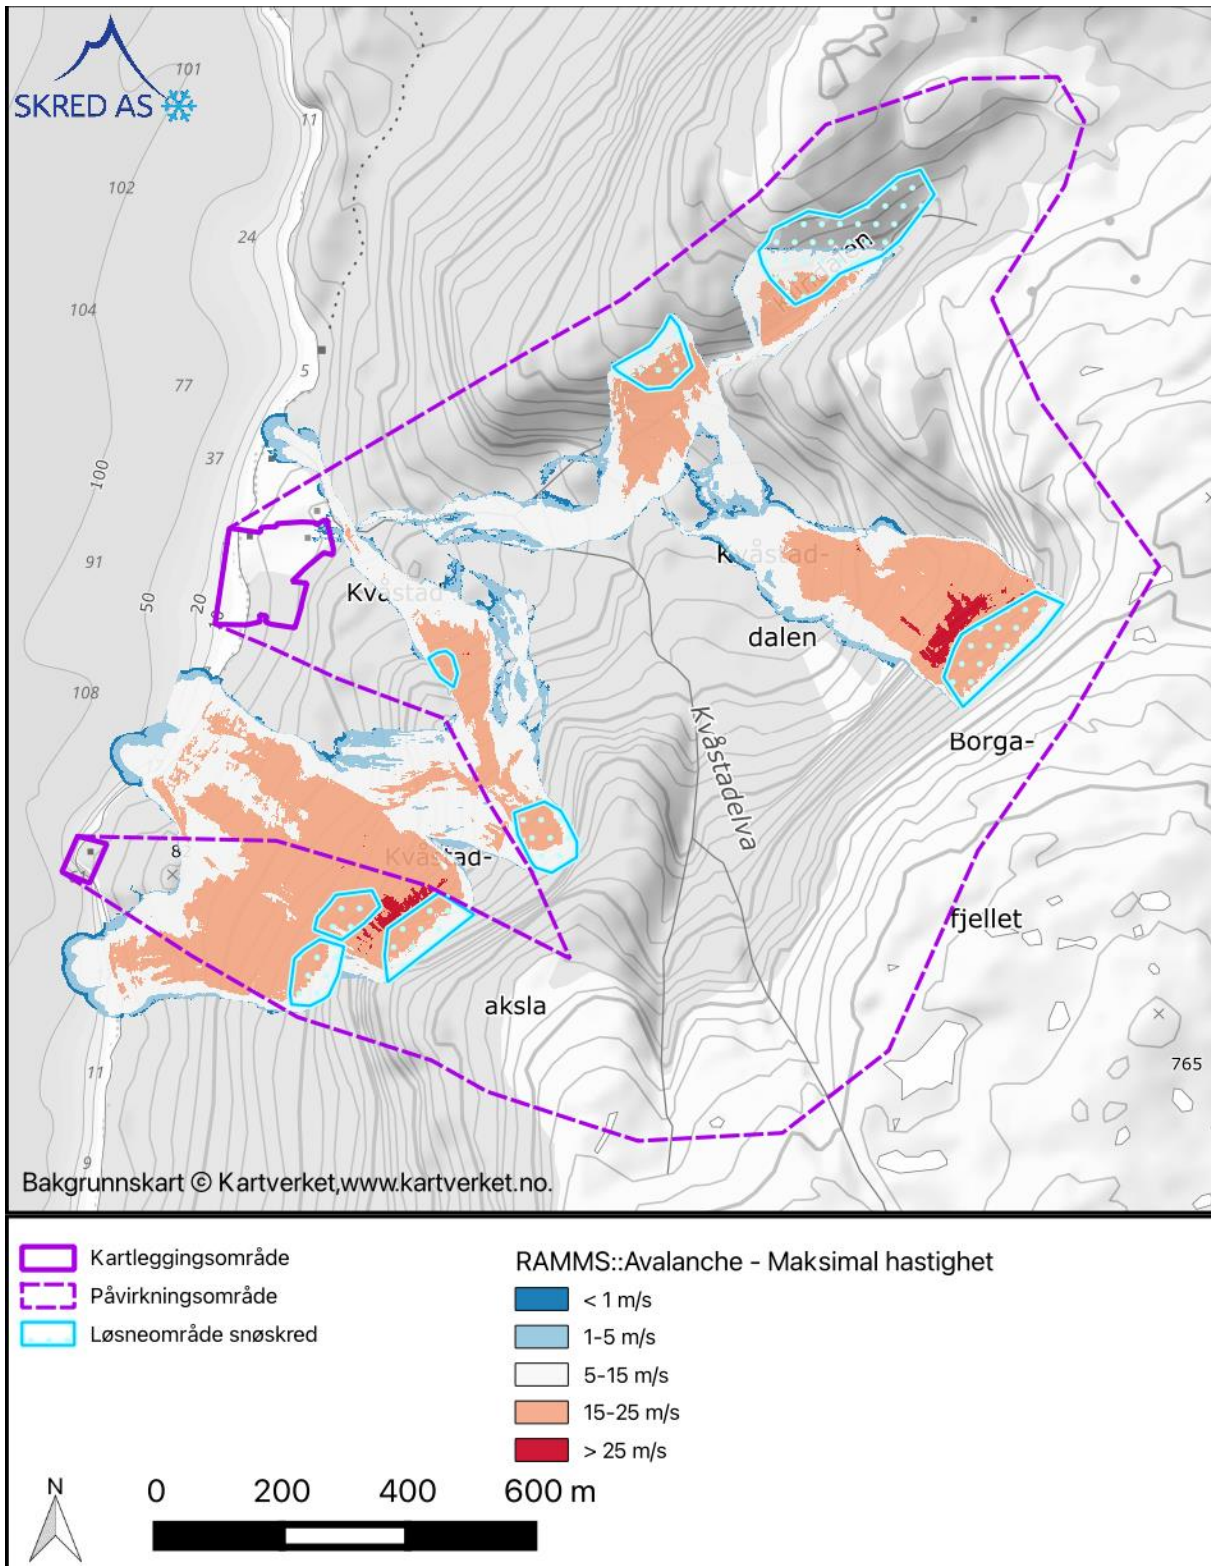 SKRED AS
101
11
102
24
104
5
77
37
100
91
50
20
10
Kvåstad-
dalen
108
Kvåstadelva
Borga-
8
Kvåstad-
fjellet
aksla
11
765
9
Bakgrunnskart © Kartverket,www.kartverket.no.
Kartleggingsområde
Påvirkningsområde
Løsneområde snøskred
RAMMS::Avalanche - Maksimal hastighet
< 1 m/s
1-5 m/s
5-15 m/s
15-25 m/s
> 25 m/s
N
0 200 400 600 m